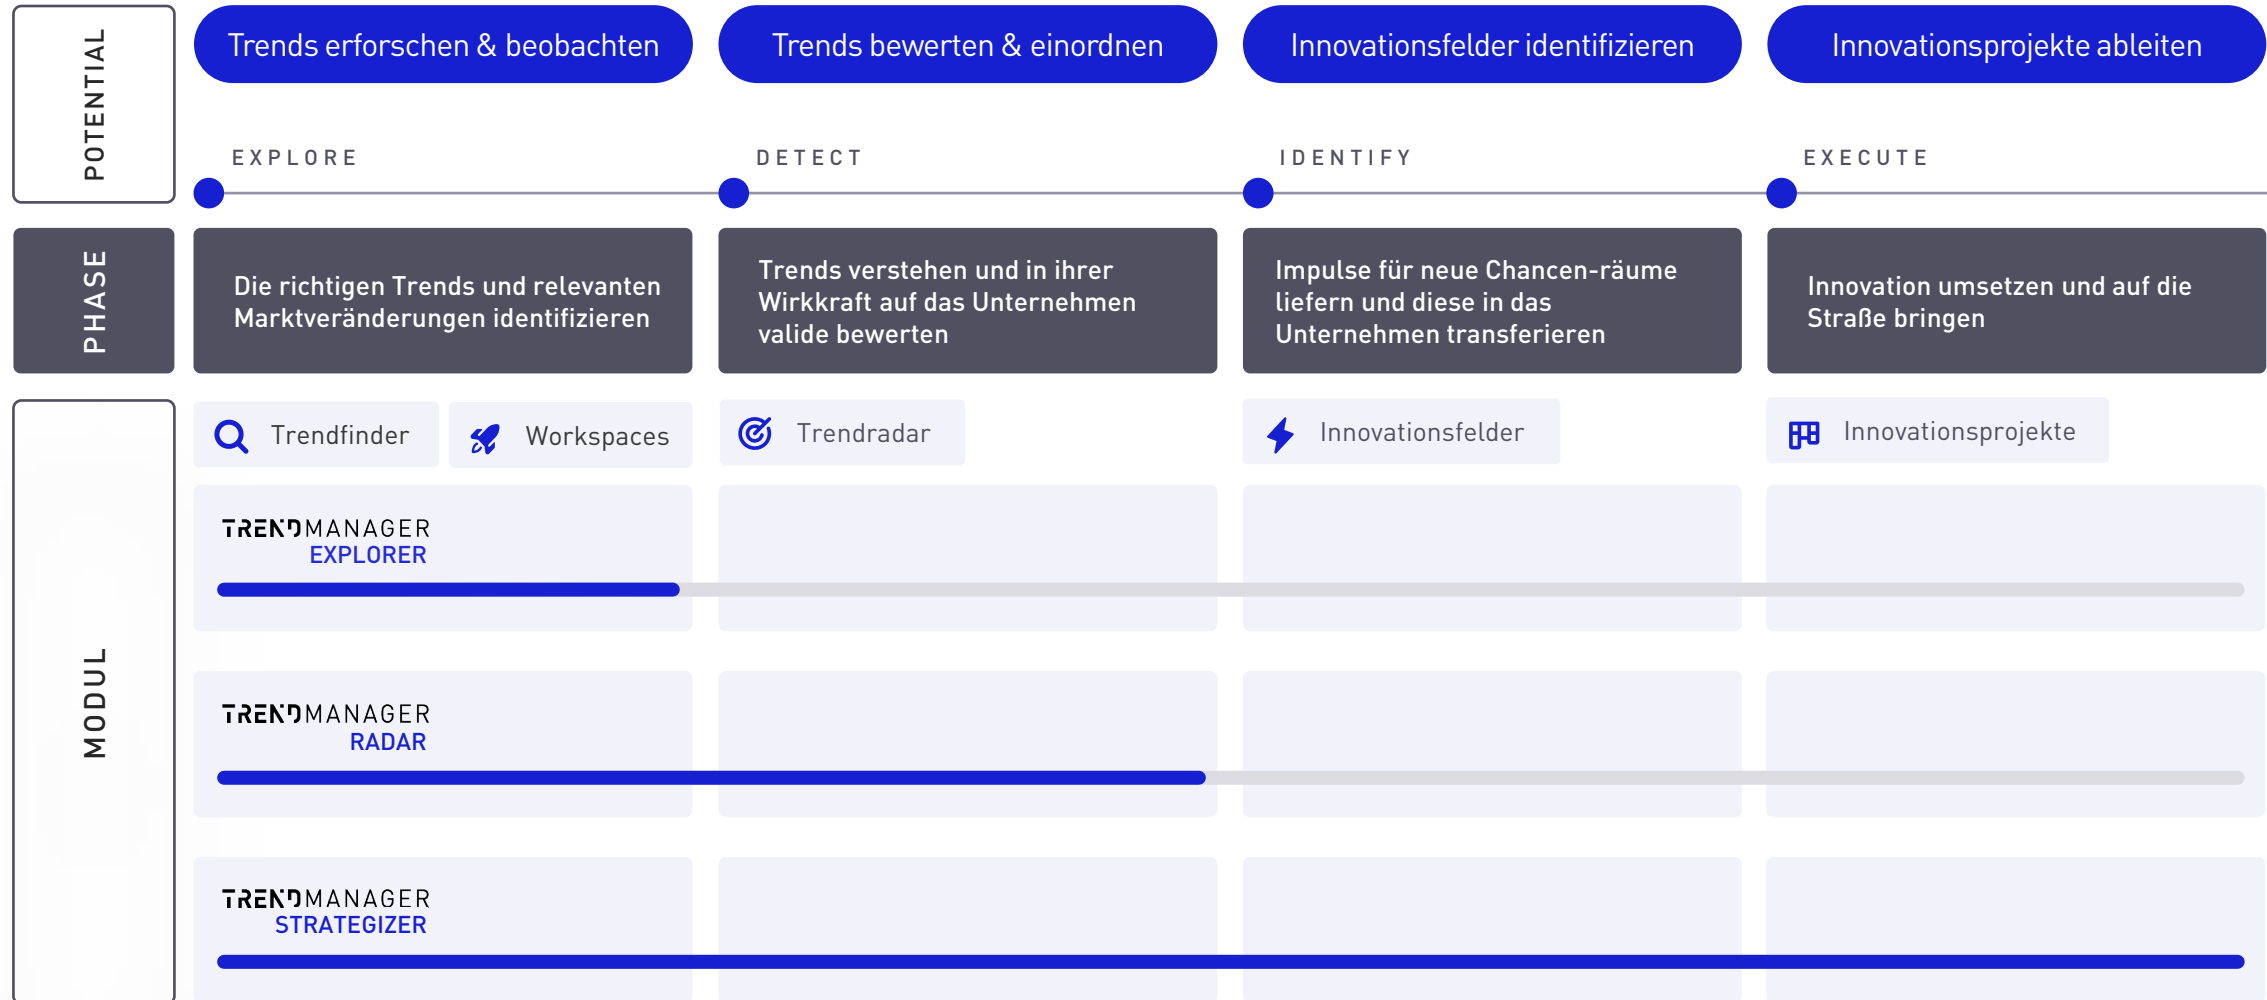 POTENTIAL
Trends erforschen & beobachten
Trends bewerten & einordnen
Innovationsfelder identifizieren
Innovationsprojekte ableiten
EXPLORE
DETECT
IDENTIFY
EXECUTE
PHASE
Die richtigen Trends und relevanten
Marktveränderungen identifizieren
Trends verstehen und in ihrer
Wirkkraft auf das Unternehmen
valide bewerten
Impulse für neue Chancen-räume
liefern und diese in das
Unternehmen transferieren
Innovation umsetzen und auf die
Straße bringen
MODUL
Trendfinder
Workspaces
Trendradar
Innovationsfelder
Innovationsprojekte
TRENDMANAGER
EXPLORER
TRENDMANAGER
RADAR
TRENDMANAGER
STRATEGIZER